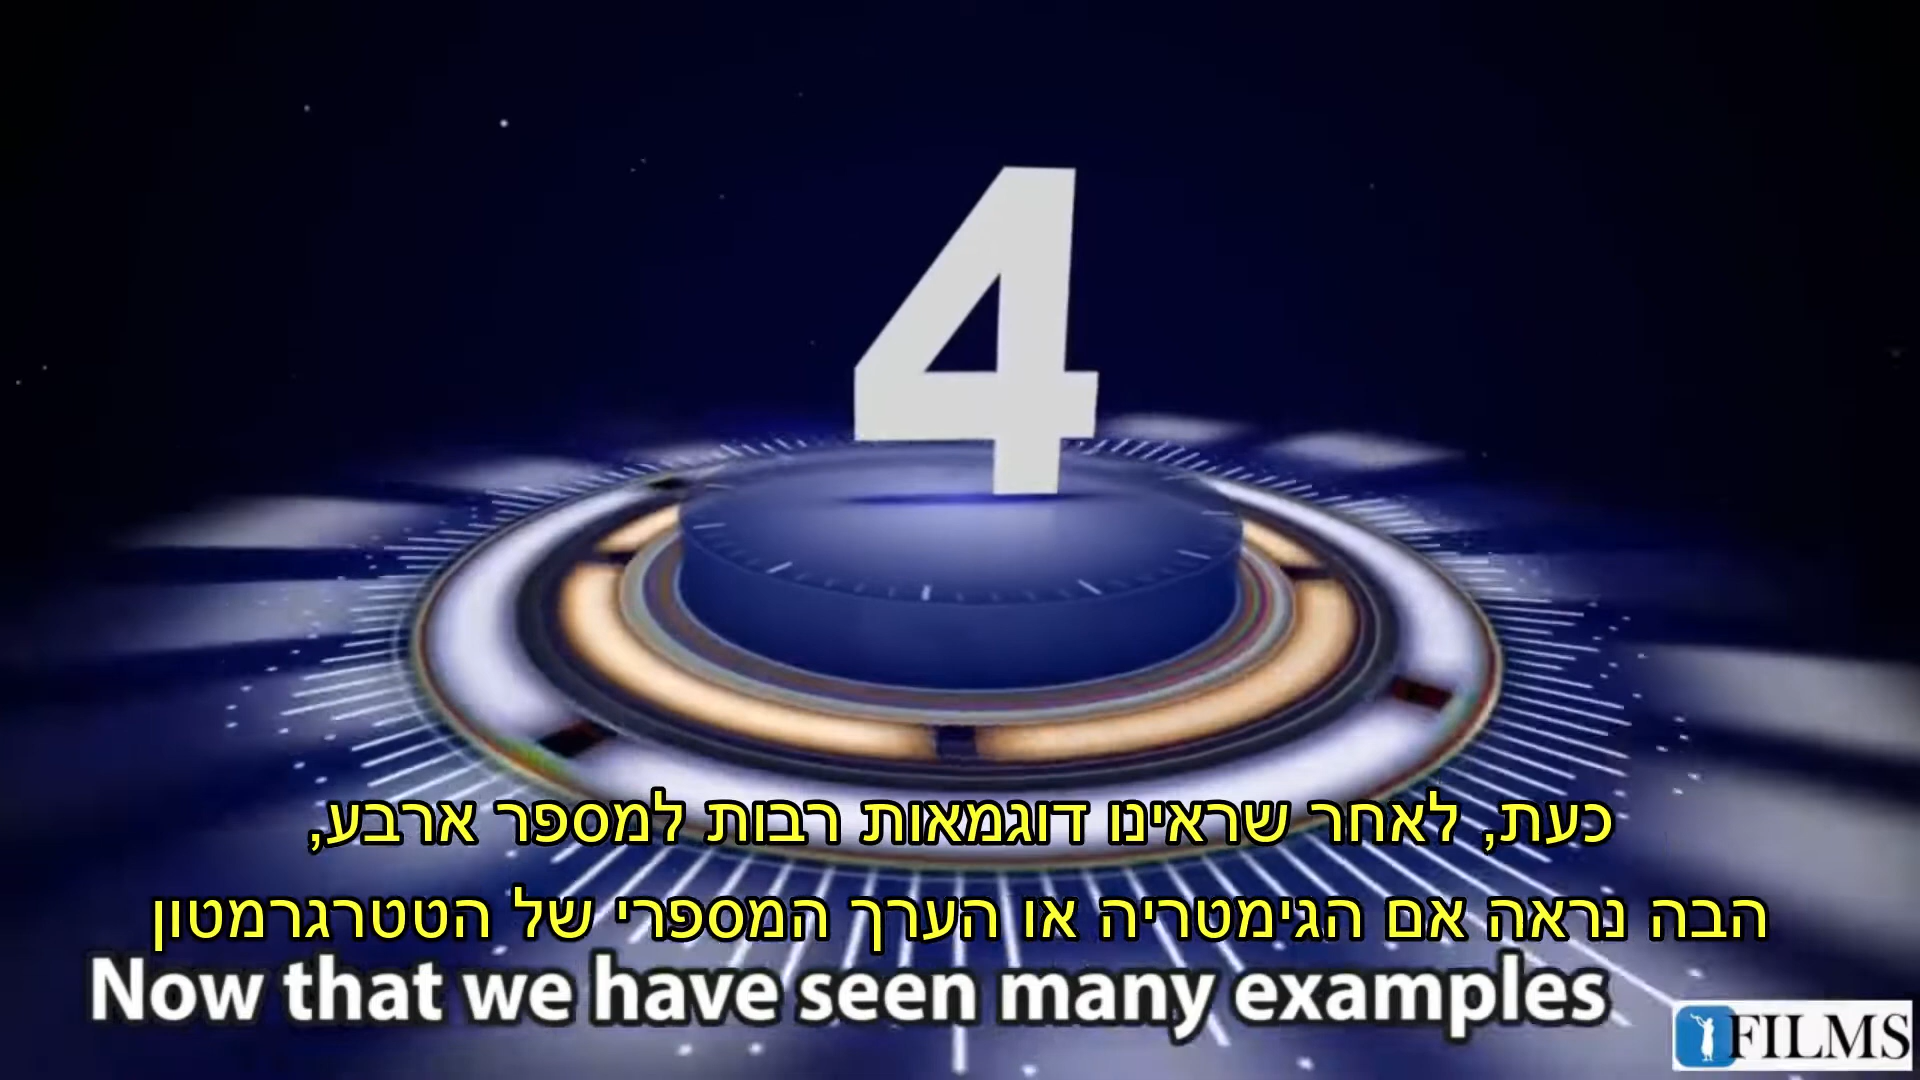 4
כעת, לאחר שראינו דוגמאות רבות למספר ארבע,
הבה נראה אם הגימטריה או הערך המספרי של הטטרגרמטון
Now that we have seen many examples
FILMS